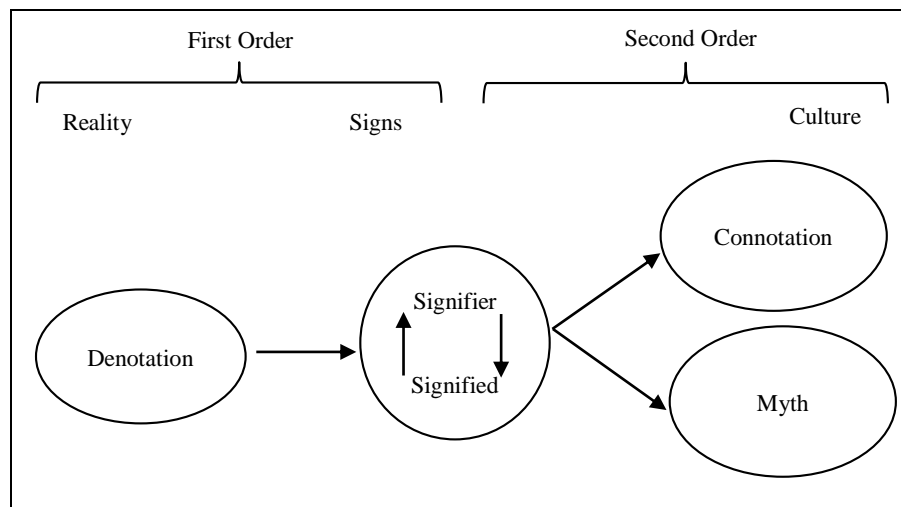 First Order
Second Order
Reality
Signs
Culture
Connotation
Signifier
Denotation
Signified
Myth